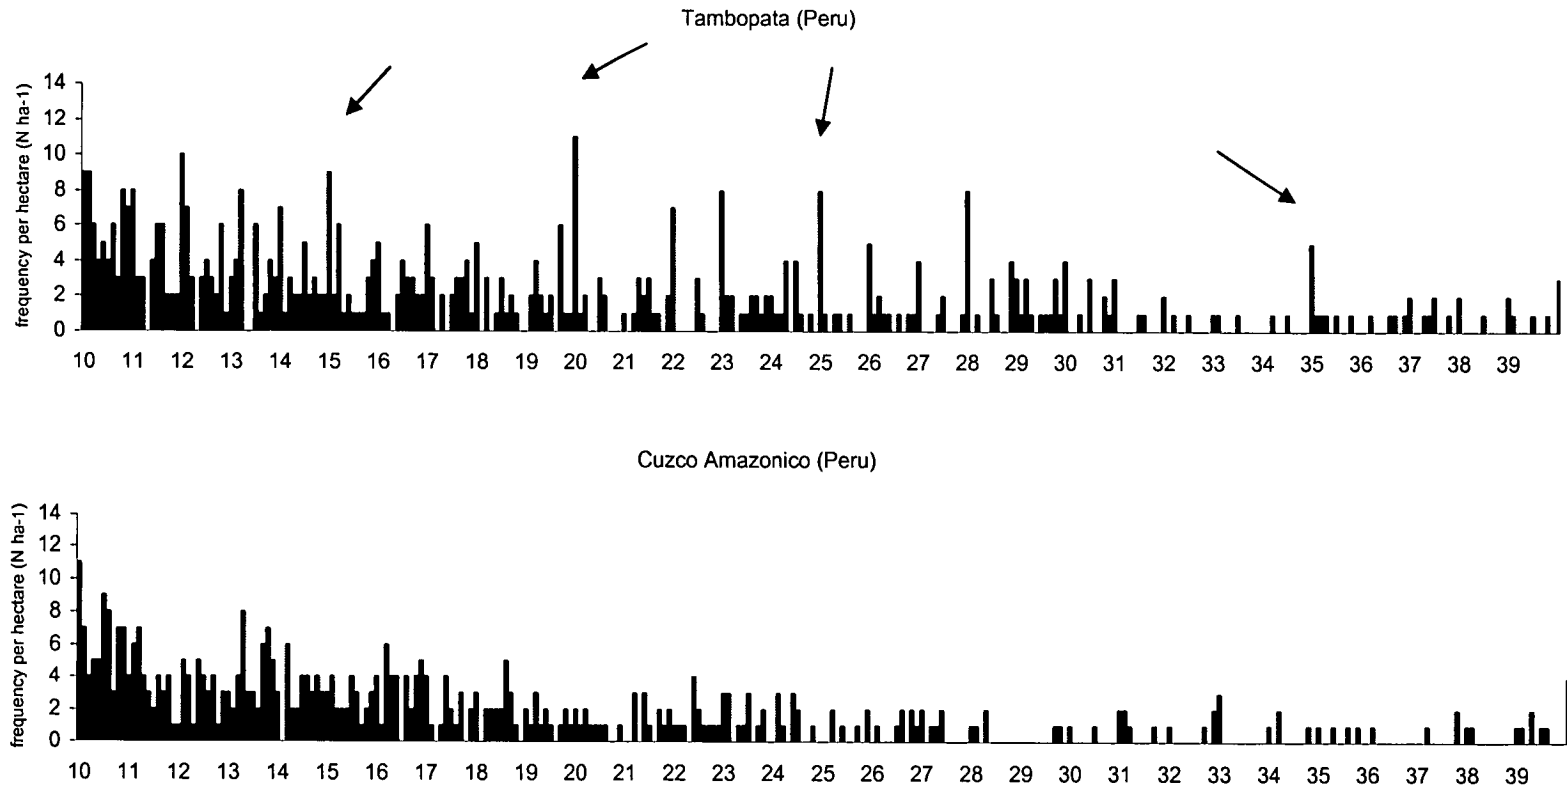 Tambopata (Peru)
frequency per hectare (N ha-1)
14
12
10
8
6
4
2
0
10 11 12 13 14 15 16 17 18 19 20 21 22 23 24 25 26 27 28 29 30 31 32 33 34 35 36 37 38 39
Cuzco Amazonico (Peru)
frequency per hectare (N ha-1)
14
12
10
8
6
4
2
0
10 11 12 13 14 15 16 17 18 19 20 21 22 23 24 25 26 27 28 29 30 31 32 33 34 35 36 37 38 39